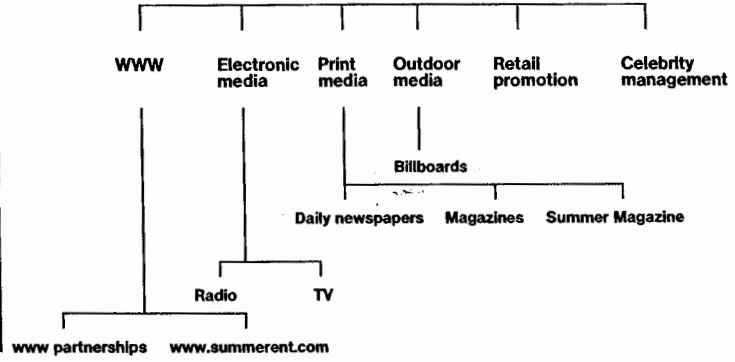 WWW
Electronic
media
Print
media
Outdoor
media
Retail
promotion
Celebrity
management
Billboards
Daily newspapers
Magazines
Summer Magazine
Radio
TV
www partnerships
www.summerent.com